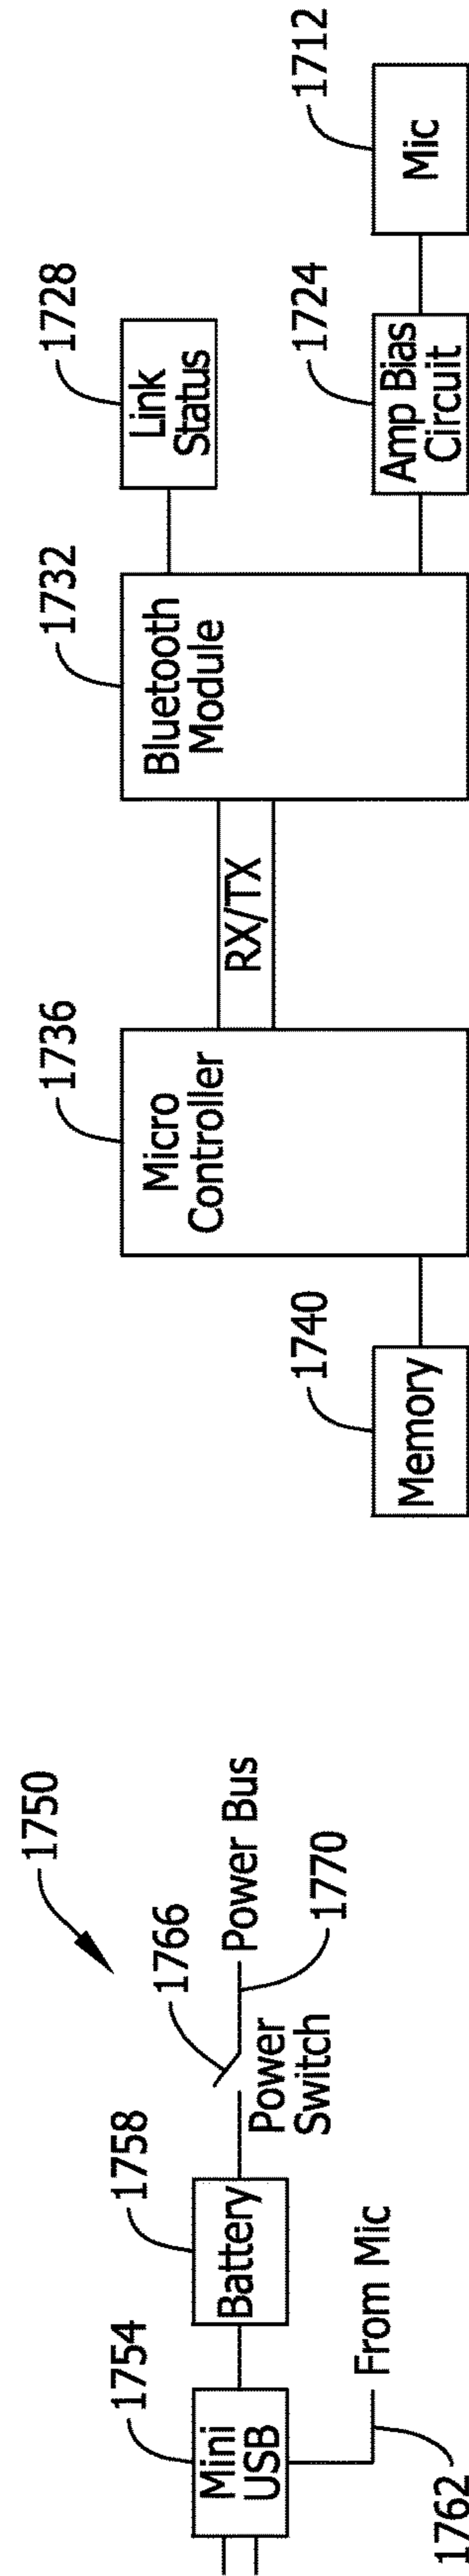 1750
1754
1758
1766
Mini
USB
Battery
Power Bus
Power
Switch
1770
From Mic
1762
1736
1732
1728
Micro
Controller
RX/TX
Bluetooth
Module
Link
Status
1740
Memory
1724
Amp Bias
Circuit
1712
Mic